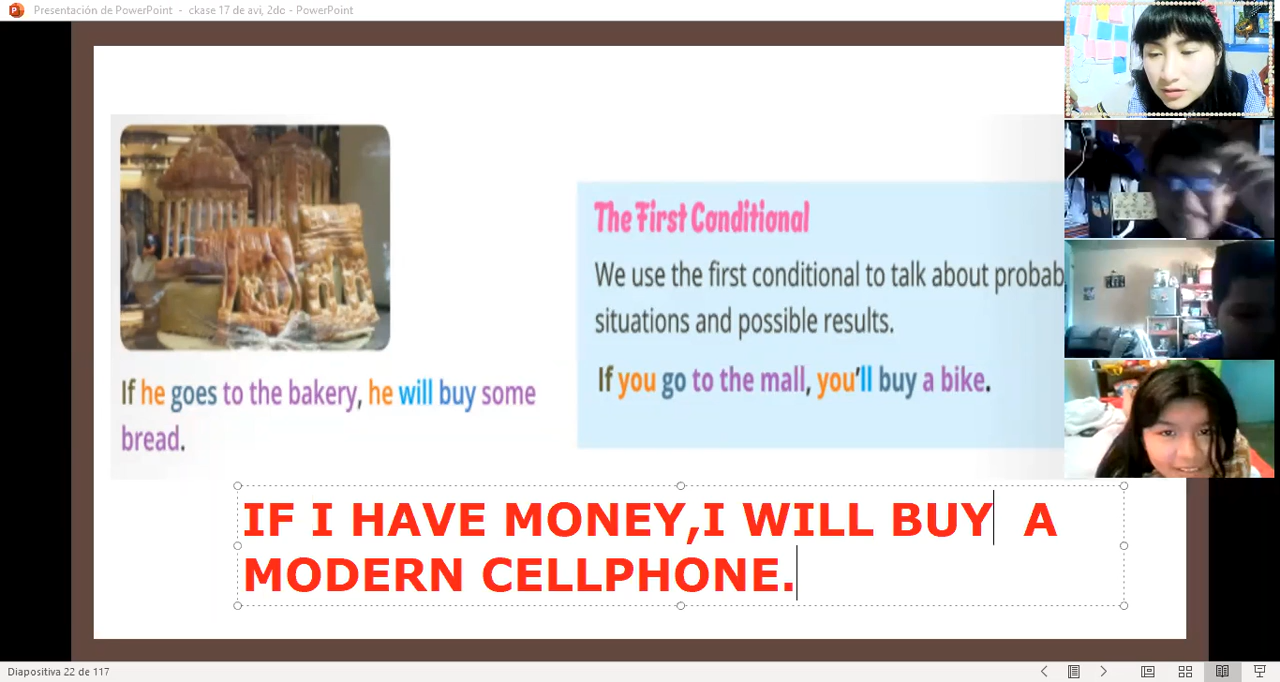 Presentación de PowerPoint - ckase 17 de avi, 2do - PowerPoint
The First Conditional
We use the first conditional to talk about probab
situations and possible results.
If you go to the mall, you'll buy a bike.
If he goes to the bakery, he will buy some
bread.
IF I HAVE MONEY,I WILL BUY A
MODERN CELLPHONE.
Diapositiva 22 de 117